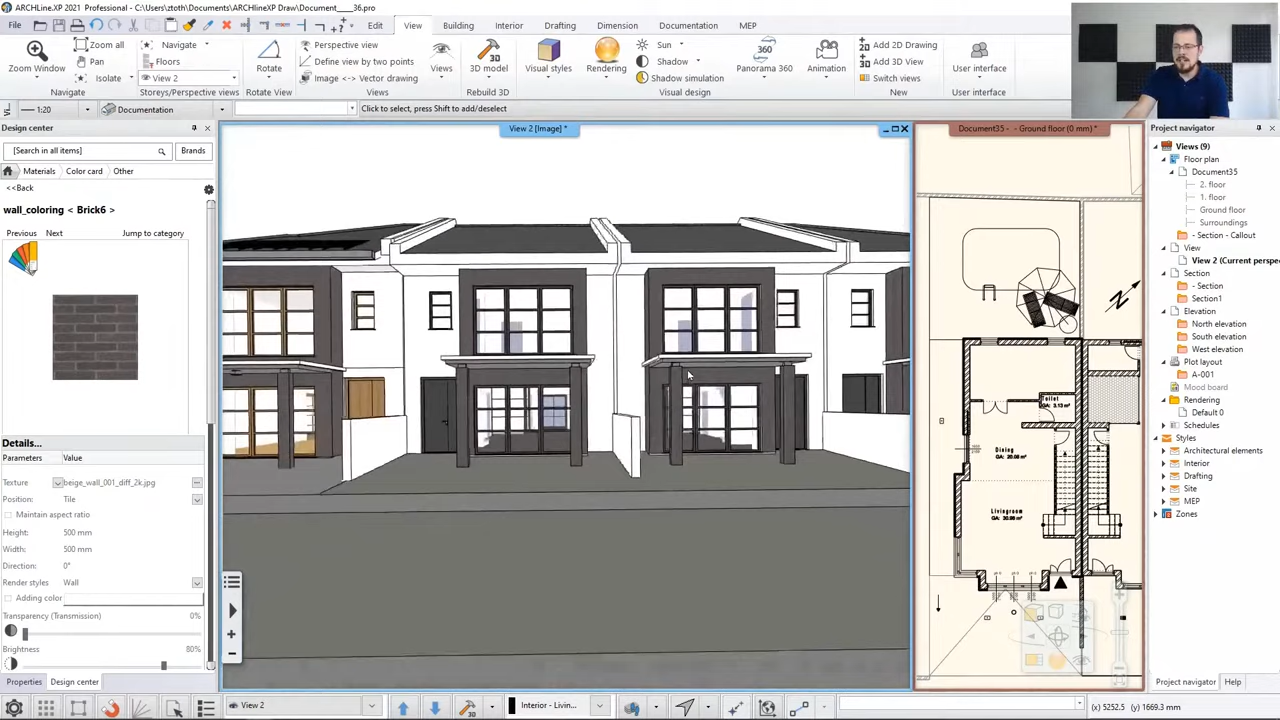 ARCHLine.XP 2021 Professional - C:\Users\ztoth\Documents\ARCHlineXP Draw\Document____36.pro
Edit View Building Interior Drafting Dimension Documentation MEP
Zoom Window
Zoom all
Pan
Isolate
Navigate
Navigate
Floors
View 2
Storeys/Perspective views
Rotate
Rotate View
Perspective view
Define view by two points
Image <-> Vector drawing
Views
Views
3D model
Rebuild 3D
Visual styles
Rendering
Sun
Shadow
Shadow simulation
Visual design
Panorama 360
Animation
Add 2D Drawing
Add 3D View
Switch views
New
User interface
User interface
1:20
Documentation
Click to select, press Shift to add/deselect
Design center
[Search in all items]
Brands
Materials Color card Other
<<Back
wall_coloring < Brick6 >
Previous Next Jump to category
Details...
Parameters Value
Texture beige_wall_001_diff_2k.jpg
Position: Tile
Maintain aspect ratio
Height: 500 mm
Width: 500 mm
Direction: 0°
Render styles Wall
Adding color
Transparency (Transmission) 0%
Brightness 80%
Properties Design center
View 2 [Image] *
Document35 - - Ground floor (0 mm) *
Toilet
GA: 3.13 m²
Dining
Livingroom
Project navigator
Views (9)
Floor plan
Document35
2. floor
1. floor
Ground floor
Surroundings
- Section - Callout
View
View 2 (Current perspe
Section
- Section
Section1
Elevation
North elevation
South elevation
West elevation
Plot layout
A-001
Mood board
Rendering
Default 0
Schedules
Styles
Architectural elements
Interior
Drafting
Site
MEP
Zones
Project navigator Help
View 2
Interior - Livin...
(x) 5252.5 (y) 1669.3 mm